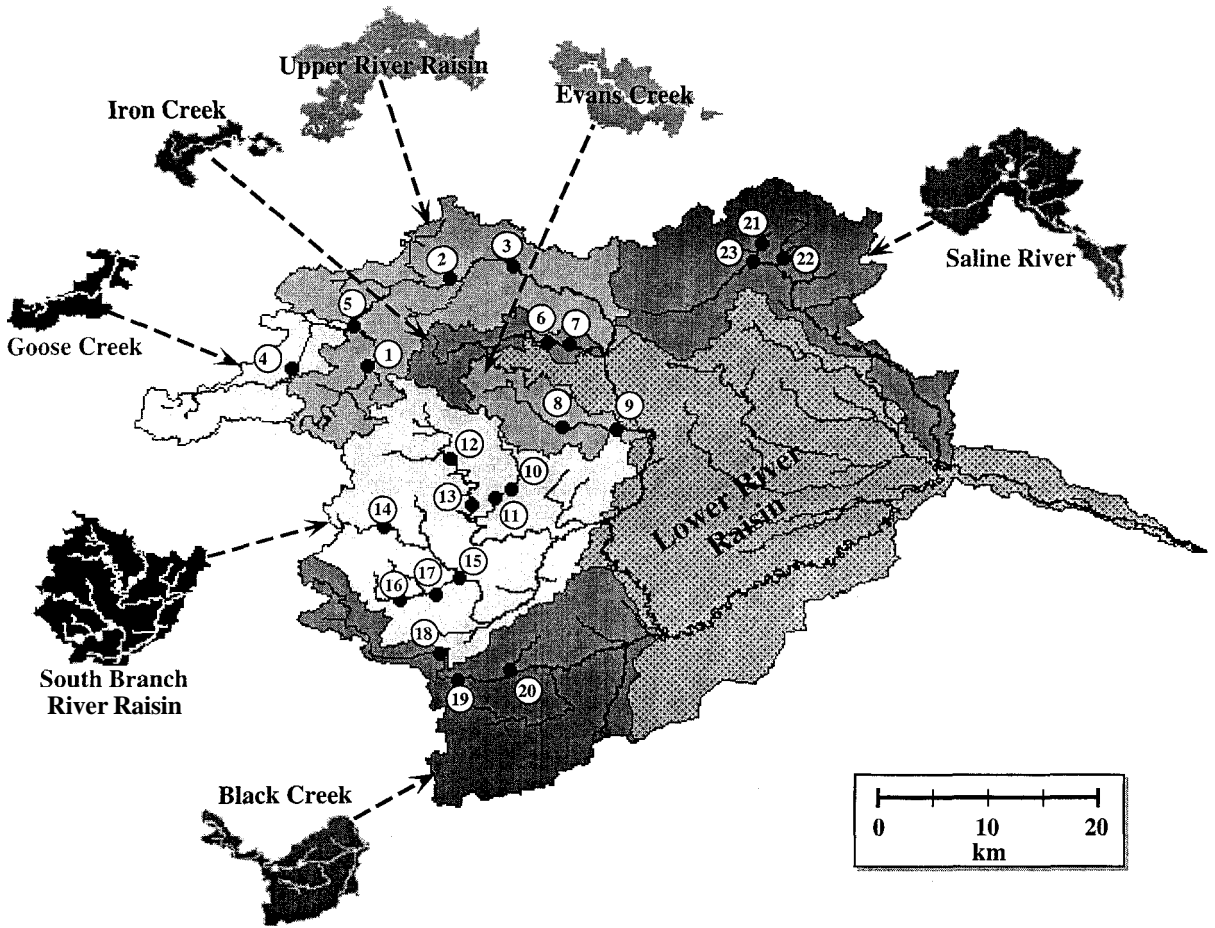 Upper River Raisin
Evans Creek
Iron Creek
Saline River
Goose Creek
South Branch
River Raisin
Black Creek
Lower River
Raisin
1
2
3
4
5
6
7
8
9
10
11
12
13
14
15
16
17
18
19
20
21
22
23
0 10 20
km